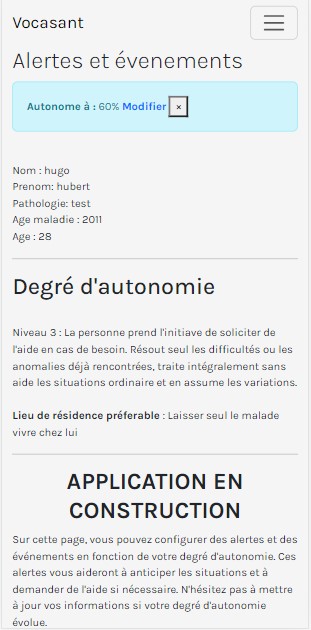 Vocasant
Alertes et évenements
Autonome à : 60% Modifier ×
Nom : hugo
Prenom: hubert
Pathologie: test
Age maladie : 2011
Age : 28
Degré d'autonomie
Niveau 3 : La personne prend l'initiave de soliciter de
l'aide en cas de besoin. Résout seul les difficultés ou les
anomalies déjà rencontrées, traite intégralement sans
aide les situations ordinaire et en assume les variations.
Lieu de résidence préferable : Laisser seul le malade
vivre chez lui
APPLICATION EN
CONSTRUCTION
Sur cette page, vous pouvez configurer des alertes et des
événements en fonction de votre degré d'autonomie. Ces
alertes vous aideront à anticiper les situations et à
demander de l'aide si nécessaire. N'hésitez pas à mettre
à jour vos informations si votre degré d'autonomie
évolue.